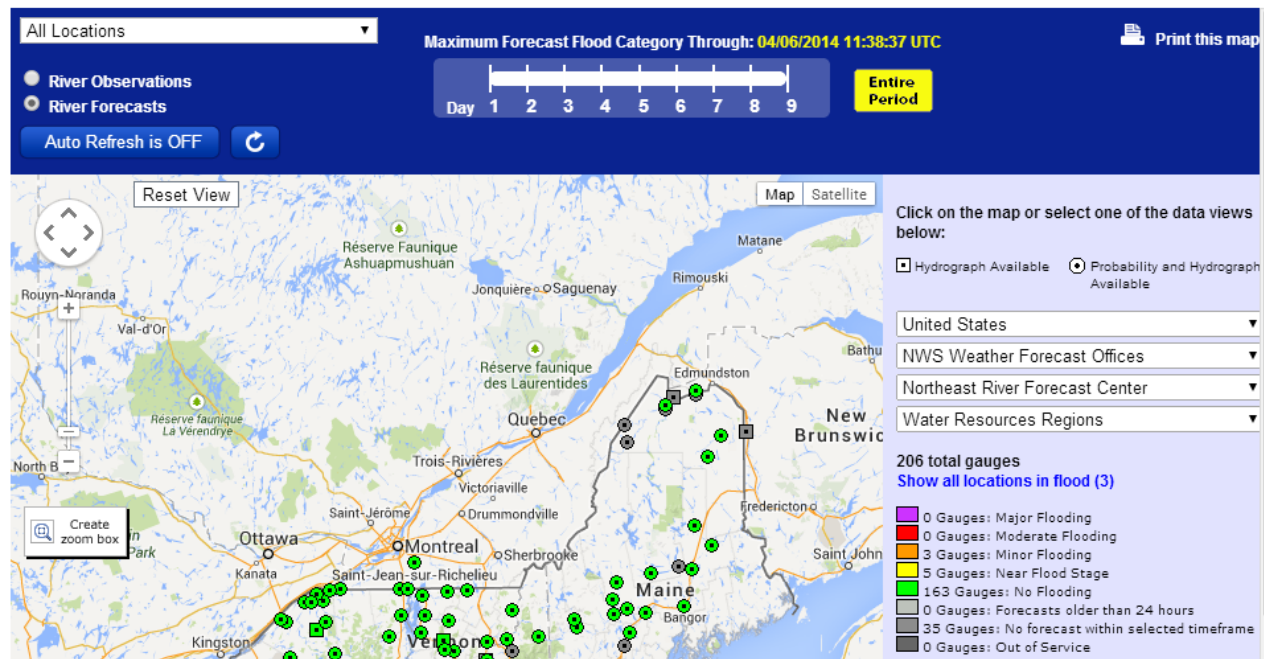 All Locations
Maximum Forecast Flood Category Through: 04/06/2014 11:38:37 UTC
Print this map
River Observations
River Forecasts
Day 1 2 3 4 5 6 7 8 9
Entire
Period
Auto Refresh is OFF
Reset View
Map Satellite
Click on the map or select one of the data views
below:
Hydrograph Available
Probability and Hydrograph
Available
United States
NWS Weather Forecast Offices
Northeast River Forecast Center
Water Resources Regions
206 total gauges
Show all locations in flood (3)
0 Gauges: Major Flooding
0 Gauges: Moderate Flooding
3 Gauges: Minor Flooding
5 Gauges: Near Flood Stage
163 Gauges: No Flooding
0 Gauges: Forecasts older than 24 hours
35 Gauges: No forecast within selected timeframe
0 Gauges: Out of Service
Matane
Réserve Faunique
Ashuapmushuan
Rimouski
Jonquière
Saguenay
Rouyn-Noranda
Val-d'Or
Bathu
Réserve faunique
des Laurentides
Edmundston
Réserve faunique
La Vérendrye
Quebec
New
Brunswic
North B
Trois-Rivières
Victoriaville
Saint-Jérôme
Drummondville
Fredericton
Create
zoom box
Park
Ottawa
Montreal
Sherbrooke
Saint John
Kanata
Saint-Jean-sur-Richelieu
Maine
Bangor
Kingston